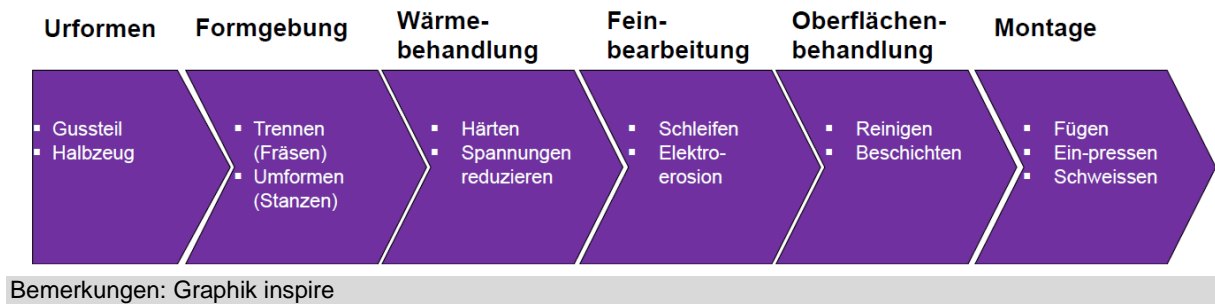 Urformen
Formgebung
Wärme-
behandlung
Fein-
bearbeitung
Oberflächen-
behandlung
Montage
▪ Gussteil
▪ Halbzeug
▪ Trennen
(Fräsen)
▪ Umformen
(Stanzen)
▪ Härten
▪ Spannungen
reduzieren
▪ Schleifen
▪ Elektro-
erosion
▪ Reinigen
▪ Beschichten
▪ Fügen
▪ Ein-pressen
▪ Schweissen
Bemerkungen: Graphik inspire